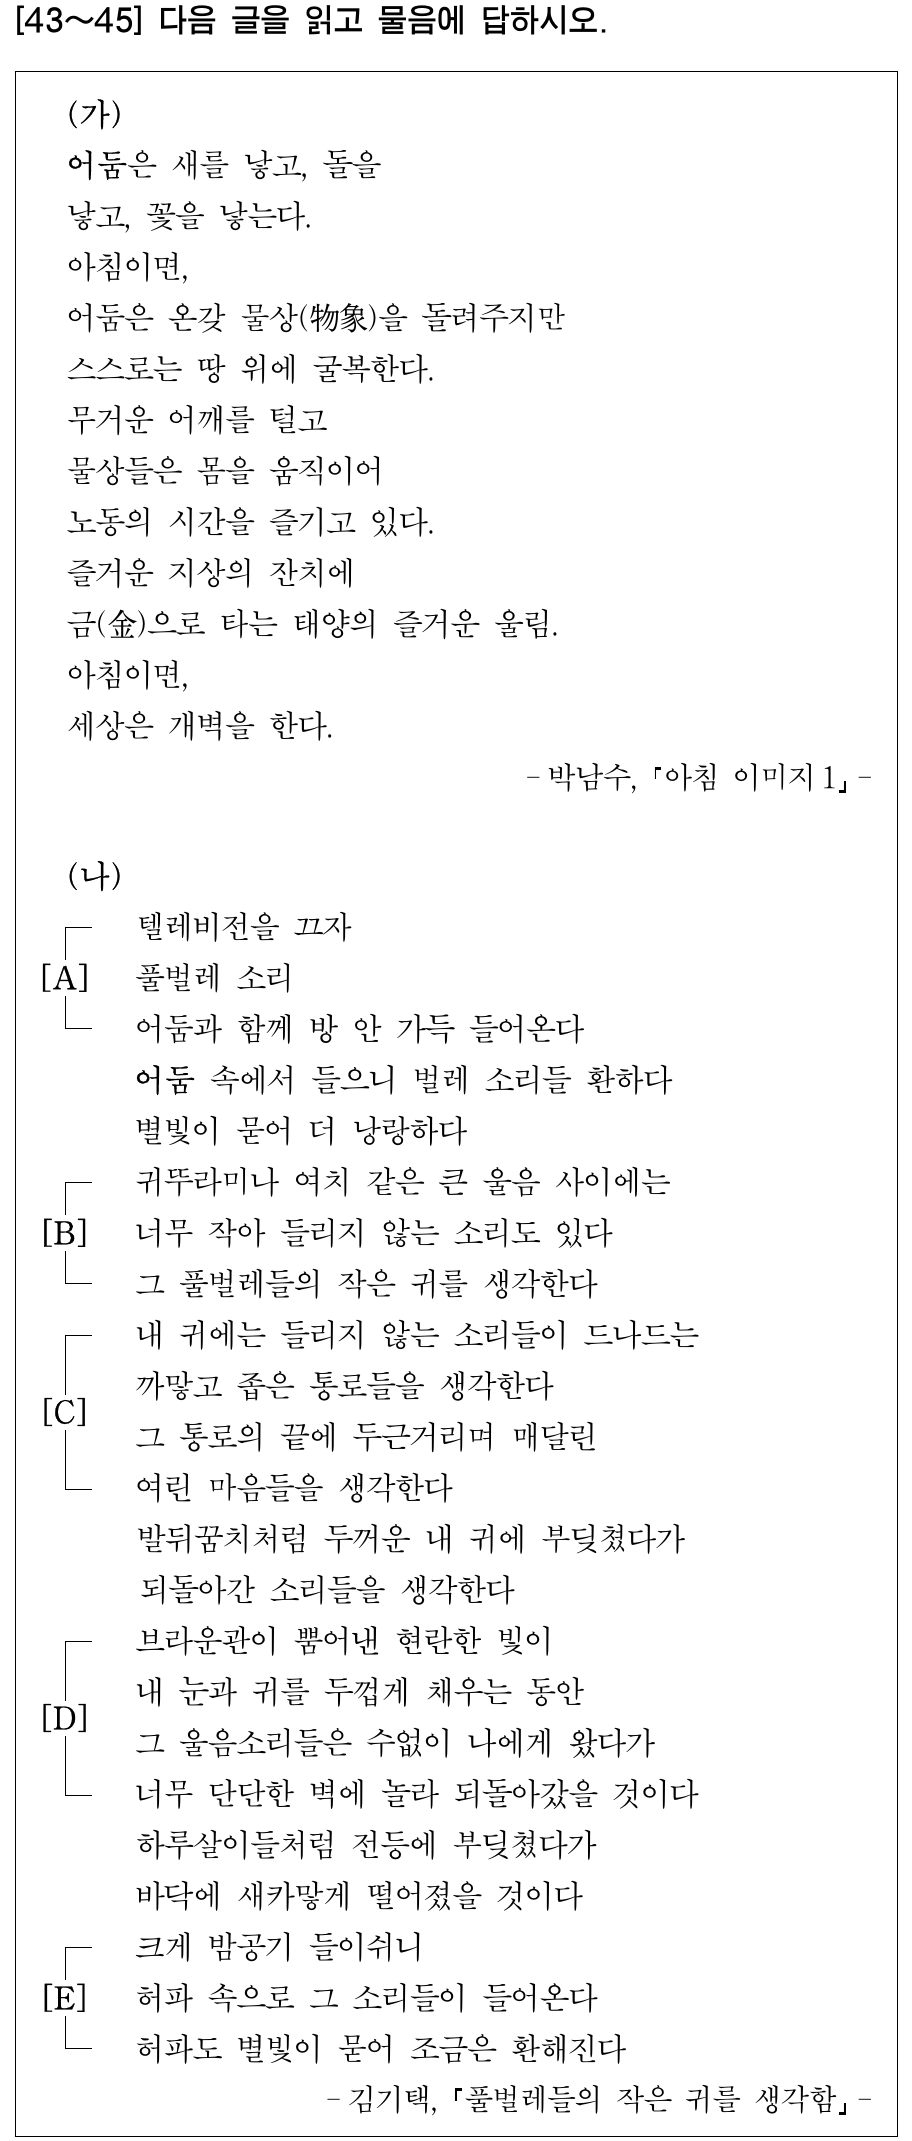 [43～45] 다음 글을 읽고 물음에 답하시오.
(가)
어둠은 새를 낳고, 돌을
낳고, 꽃을 낳는다.
아침이면,
어둠은 온갖 물상(物象)을 돌려주지만
스스로는 땅 위에 굴복한다.
무거운 어깨를 털고
물상들은 몸을 움직이어
노동의 시간을 즐기고 있다.
즐거운 지상의 잔치에
금(金)으로 타는 태양의 즐거운 울림.
아침이면,
세상은 개벽을 한다.
- 박남수, 「아침 이미지 1」 -
(나)
텔레비전을 끄자
[A] 풀벌레 소리
어둠과 함께 방 안 가득 들어온다
어둠 속에서 들으니 벌레 소리들 환하다
별빛이 묻어 더 낭랑하다
귀뚜라미나 여치 같은 큰 울음 사이에는
[B] 너무 작아 들리지 않는 소리도 있다
그 풀벌레들의 작은 귀를 생각한다
내 귀에는 들리지 않는 소리들이 드나드는
까맣고 좁은 통로들을 생각한다
[C]
그 통로의 끝에 두근거리며 매달린
여린 마음들을 생각한다
발뒤꿈치처럼 두꺼운 내 귀에 부딪쳤다가
되돌아간 소리들을 생각한다
브라운관이 뿜어낸 현란한 빛이
내 눈과 귀를 두껍게 채우는 동안
[D]
그 울음소리들은 수없이 나에게 왔다가
너무 단단한 벽에 놀라 되돌아갔을 것이다
하루살이들처럼 전등에 부딪쳤다가
바닥에 새카맣게 떨어졌을 것이다
크게 밤공기 들이쉬니
[E] 허파 속으로 그 소리들이 들어온다
허파도 별빛이 묻어 조금은 환해진다
- 김기택, 「풀벌레들의 작은 귀를 생각함」 -